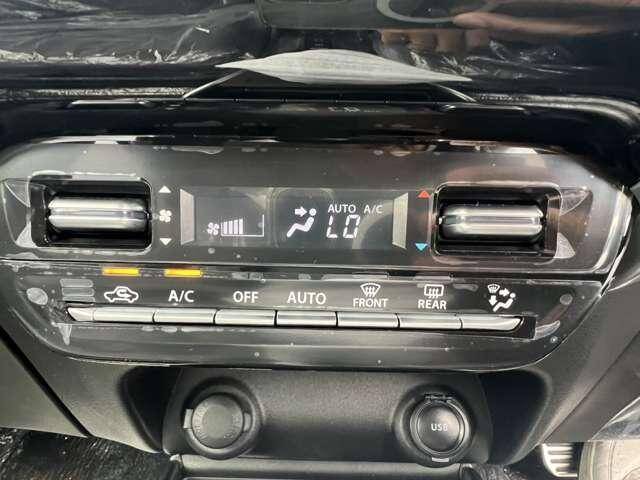 AUTO A/C
LO
A/C OFF AUTO FRONT REAR
USB